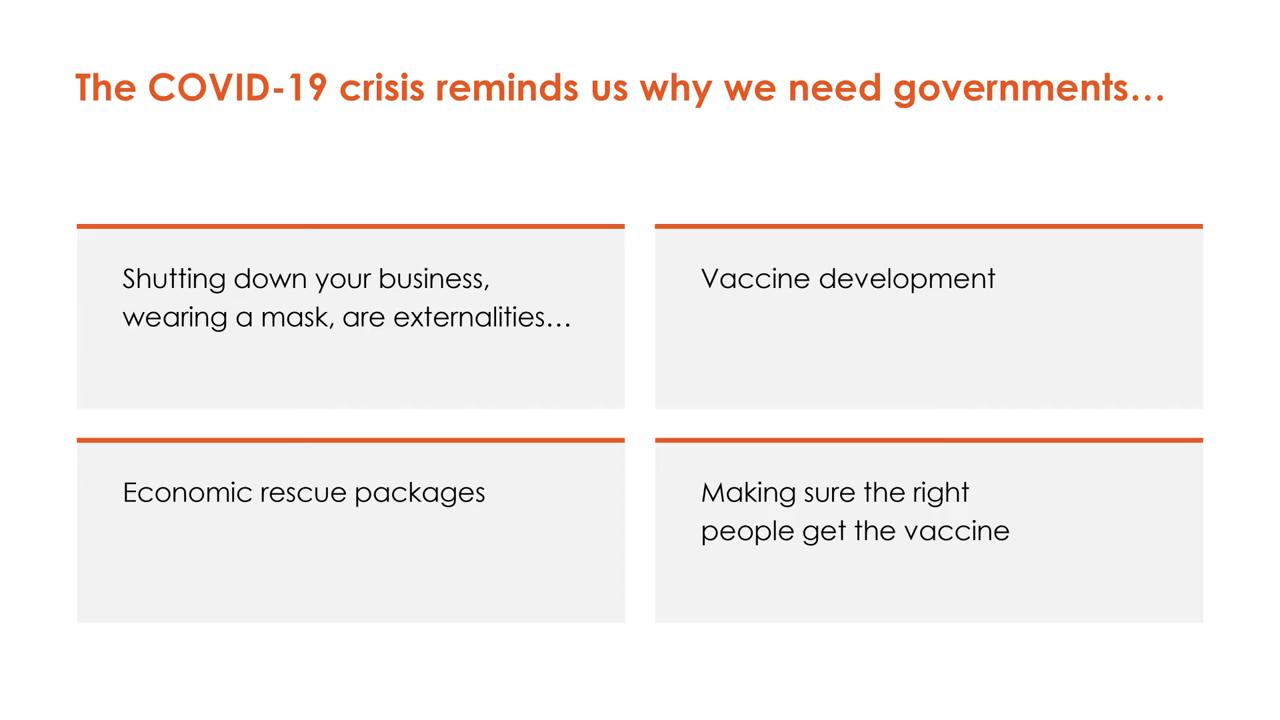 The COVID-19 crisis reminds us why we need governments…
Shutting down your business,
wearing a mask, are externalities…
Vaccine development
Economic rescue packages
Making sure the right
people get the vaccine